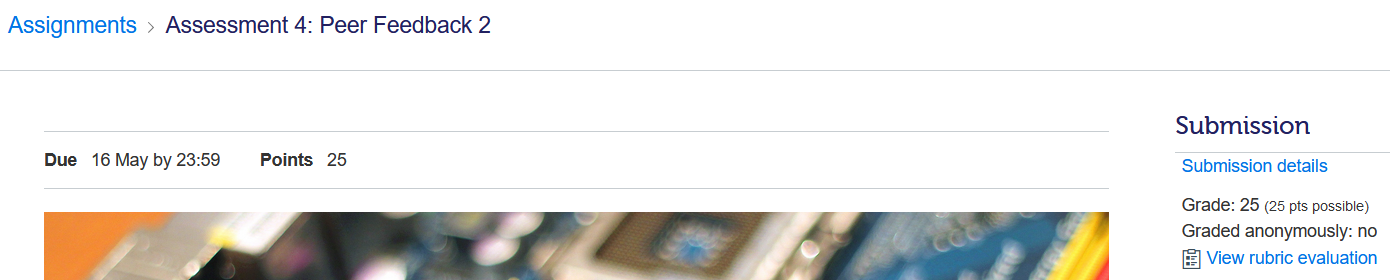 Assignments > Assessment 4: Peer Feedback 2
Due 16 May by 23:59 Points 25
Submission
Submission details
Grade: 25 (25 pts possible)
Graded anonymously: no
View rubric evaluation